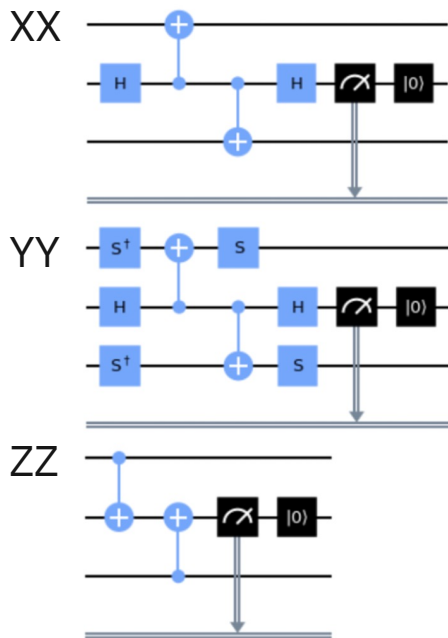 XX
H H |0⟩
YY
S† S
H H |0⟩
S† S
ZZ
|0⟩